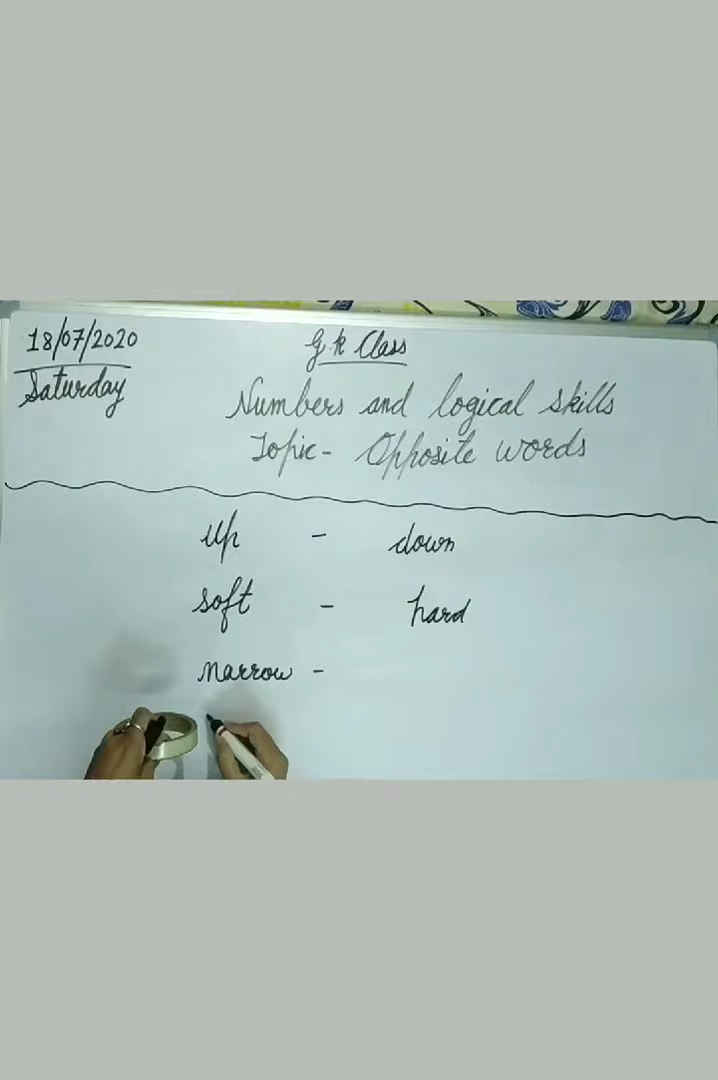 18/07/2020
Saturday
G.K Class
Numbers and logical skills
Topic- Opposite words
up - down
soft - hard
narrow -